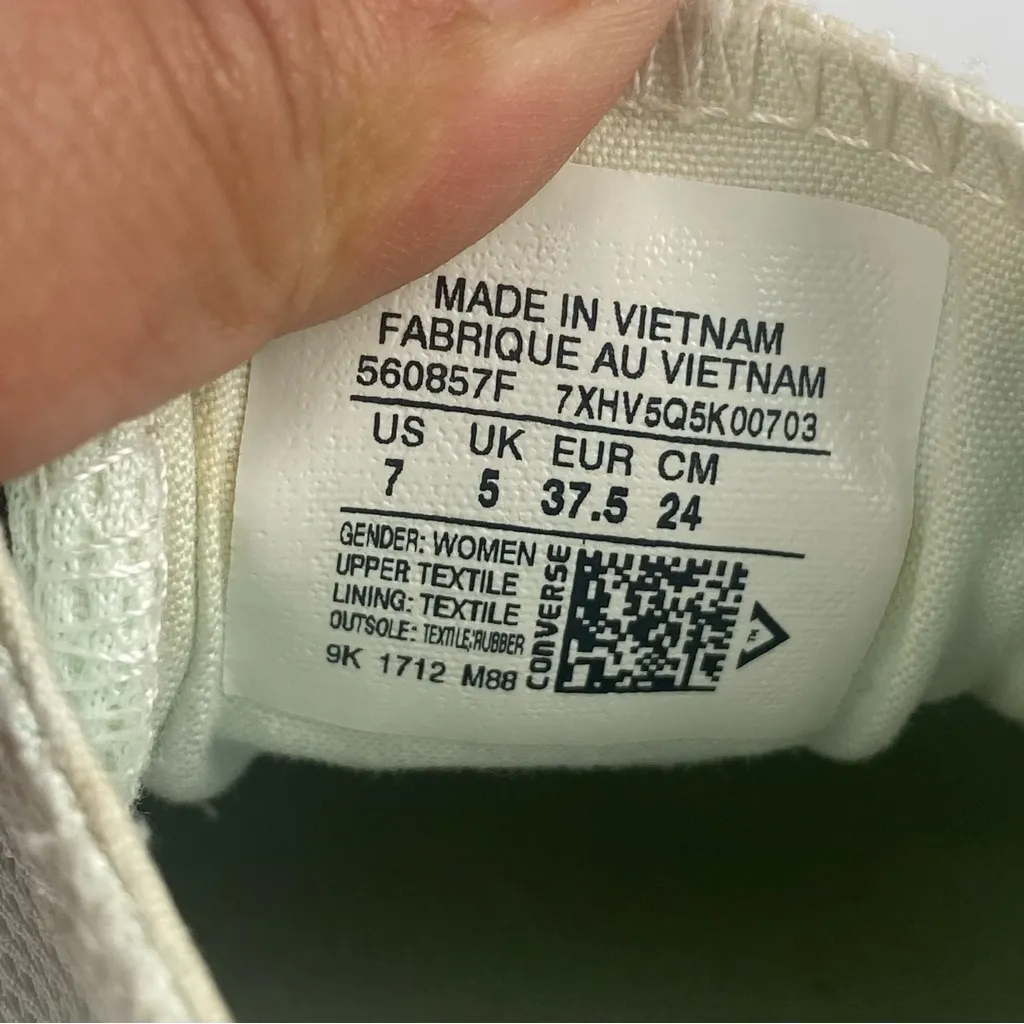 MADE IN VIETNAM
FABRIQUE AU VIETNAM
560857F 7XHV5Q5K00703
US UK EUR CM
7 5 37.5 24
GENDER: WOMEN
UPPER TEXTILE
LINING: TEXTILE
OUTSOLE: TEXTILE/RUBBER
9K 1712 M88
CONVERSE
TM